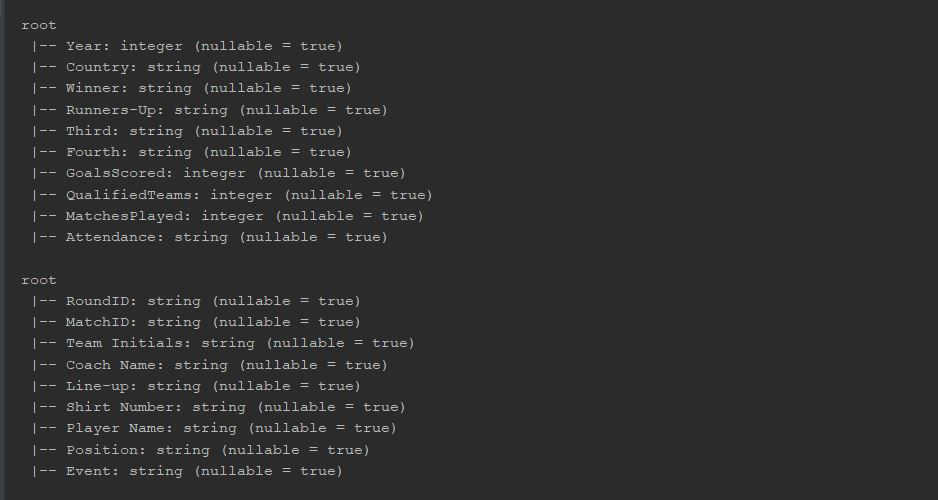 root
 |-- Year: integer (nullable = true)
 |-- Country: string (nullable = true)
 |-- Winner: string (nullable = true)
 |-- Runners-Up: string (nullable = true)
 |-- Third: string (nullable = true)
 |-- Fourth: string (nullable = true)
 |-- GoalsScored: integer (nullable = true)
 |-- QualifiedTeams: integer (nullable = true)
 |-- MatchesPlayed: integer (nullable = true)
 |-- Attendance: string (nullable = true)

root
 |-- RoundID: string (nullable = true)
 |-- MatchID: string (nullable = true)
 |-- Team Initials: string (nullable = true)
 |-- Coach Name: string (nullable = true)
 |-- Line-up: string (nullable = true)
 |-- Shirt Number: string (nullable = true)
 |-- Player Name: string (nullable = true)
 |-- Position: string (nullable = true)
 |-- Event: string (nullable = true)